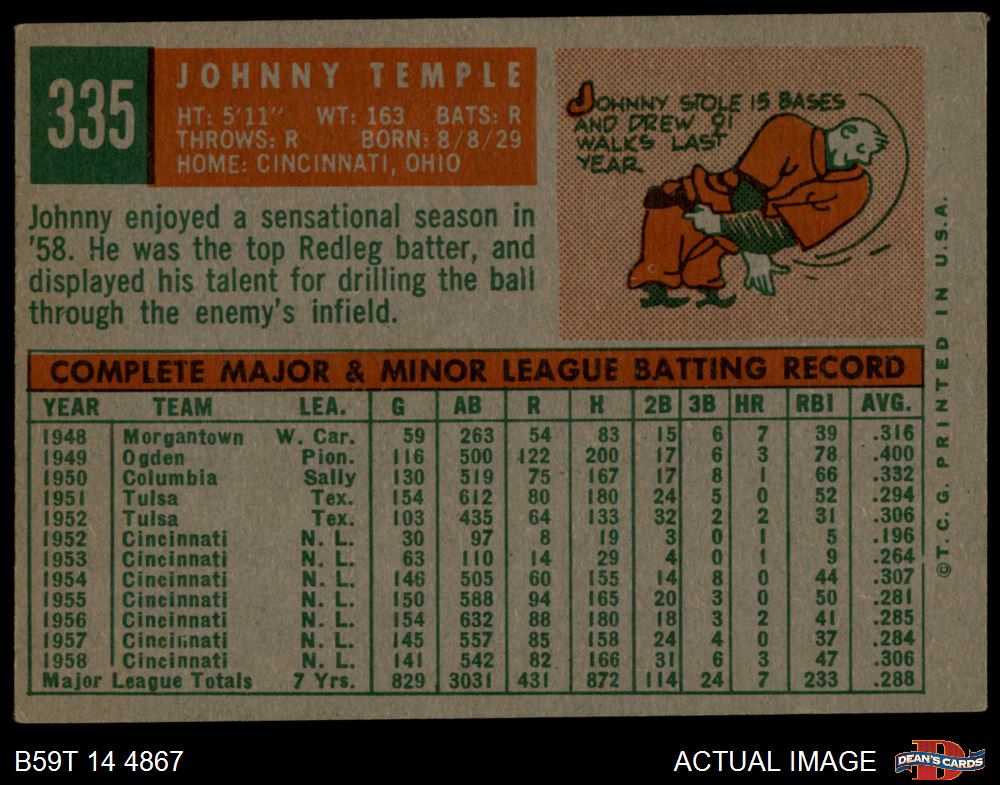 335
JOHNNY TEMPLE
HT: 5'11" WT: 163 BATS: R
THROWS: R BORN: 8/8/29
HOME: CINCINNATI, OHIO
JOHNNY STOLE 15 BASES
AND DREW 91
WALKS LAST
YEAR.
Johnny enjoyed a sensational season in
'58. He was the top Redleg batter, and
displayed his talent for drilling the ball
through the enemy's infield.
COMPLETE MAJOR & MINOR LEAGUE BATTING RECORD
YEAR TEAM LEA. G AB R H 2B 3B HR RBI AVG.
1948 Morgantown W. Car. 59 263 54 83 15 6 7 39 .316
1949 Ogden Pion. 116 500 122 200 17 6 3 78 .400
1950 Columbia Sally 130 519 75 167 17 8 1 66 .332
1951 Tulsa Tex. 154 612 80 180 24 5 0 52 .294
1952 Tulsa Tex. 103 435 64 133 32 2 2 31 .306
1952 Cincinnati N. L. 30 97 8 19 3 0 1 5 .196
1953 Cincinnati N. L. 63 110 14 29 4 0 1 9 .264
1954 Cincinnati N. L. 146 505 60 155 14 8 0 44 .307
1955 Cincinnati N. L. 150 588 94 165 20 3 0 50 .281
1956 Cincinnati N. L. 154 632 88 180 18 3 2 41 .285
1957 Cincinnati N. L. 145 557 85 158 24 4 0 37 .284
1958 Cincinnati N. L. 141 542 82 166 31 6 3 47 .306
Major League Totals 7 Yrs. 829 3031 431 872 114 24 7 233 .288
©T. C. G. PRINTED IN U.S.A.
B59T 14 4867
ACTUAL IMAGE
DEAN'S CARDS